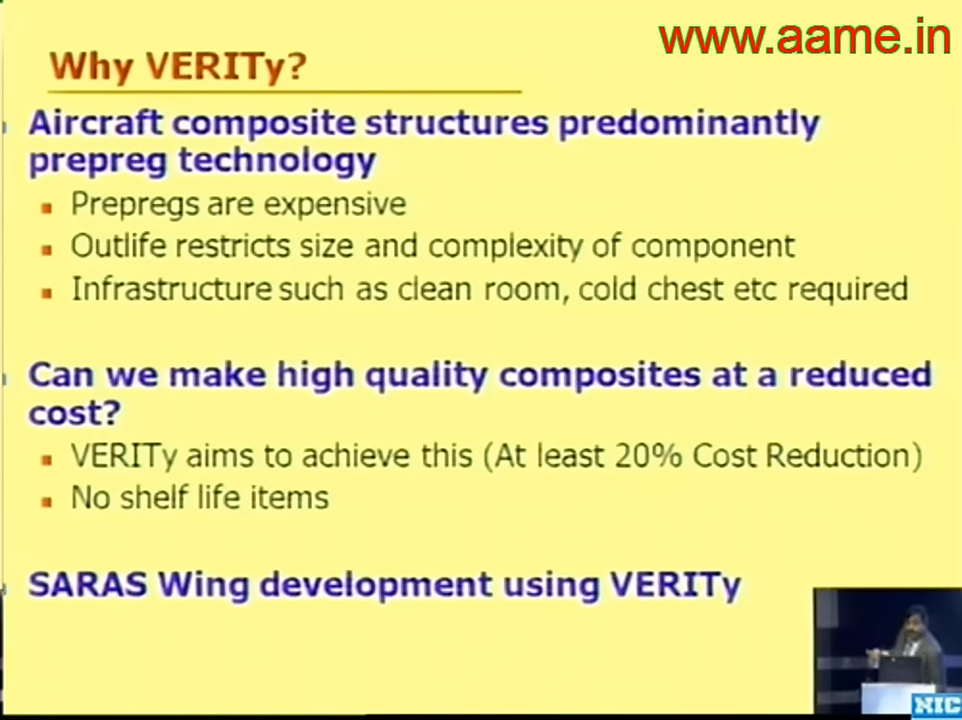 www.aame.in
Why VERITy?
Aircraft composite structures predominantly
prepreg technology
Prepregs are expensive
Outlife restricts size and complexity of component
Infrastructure such as clean room, cold chest etc required
Can we make high quality composites at a reduced
cost?
VERITy aims to achieve this (At least 20% Cost Reduction)
No shelf life items
SARAS Wing development using VERITy
NIC